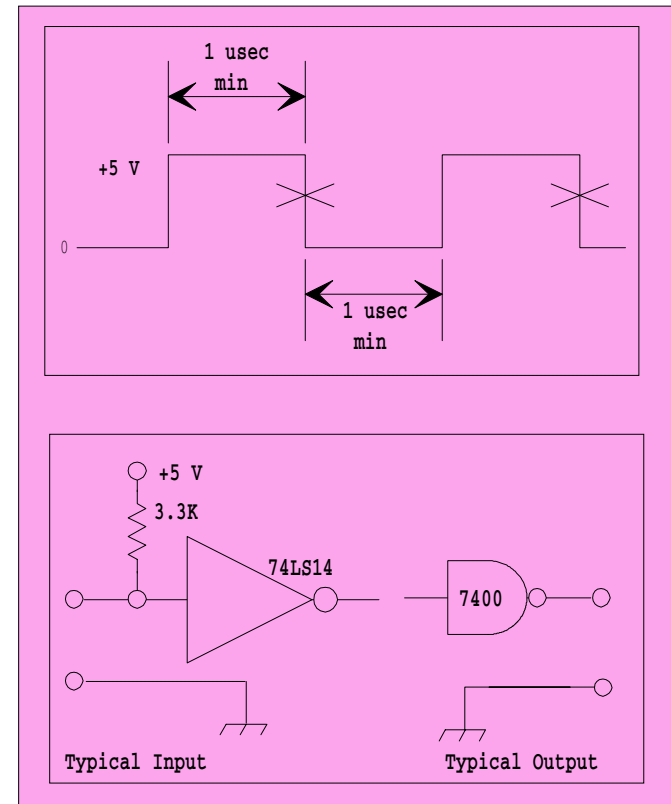 1 usec
min
+5 V
0
1 usec
min
+5 V
3.3K
74LS14
7400
Typical Input
Typical Output